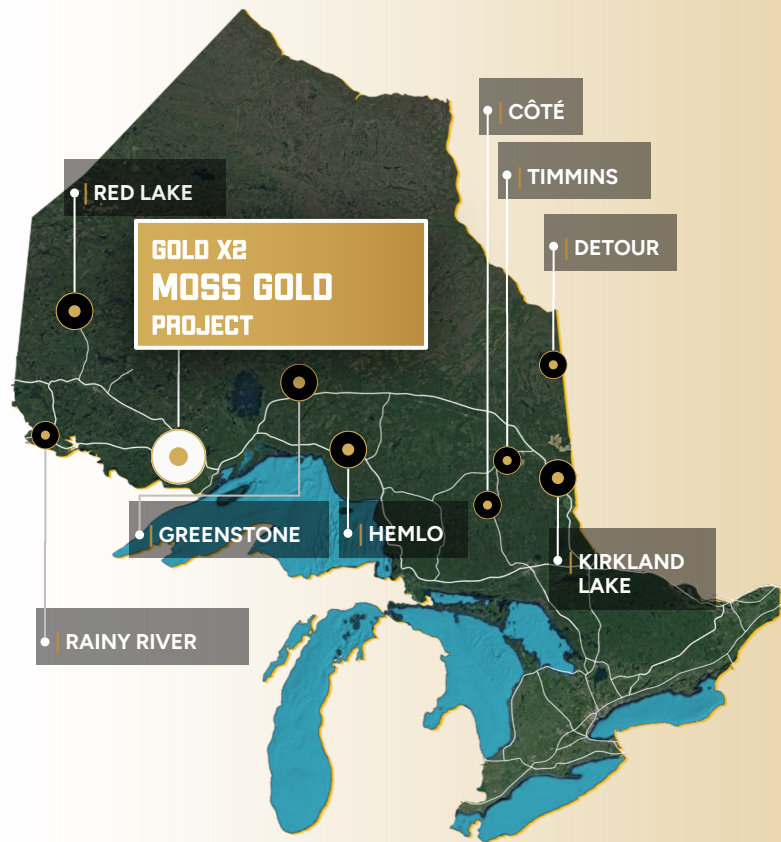 CÔTÉ
TIMMINS
RED LAKE
DETOUR
GOLD X2
MOSS GOLD
PROJECT
GREENSTONE
HEMLO
KIRKLAND
LAKE
RAINY RIVER